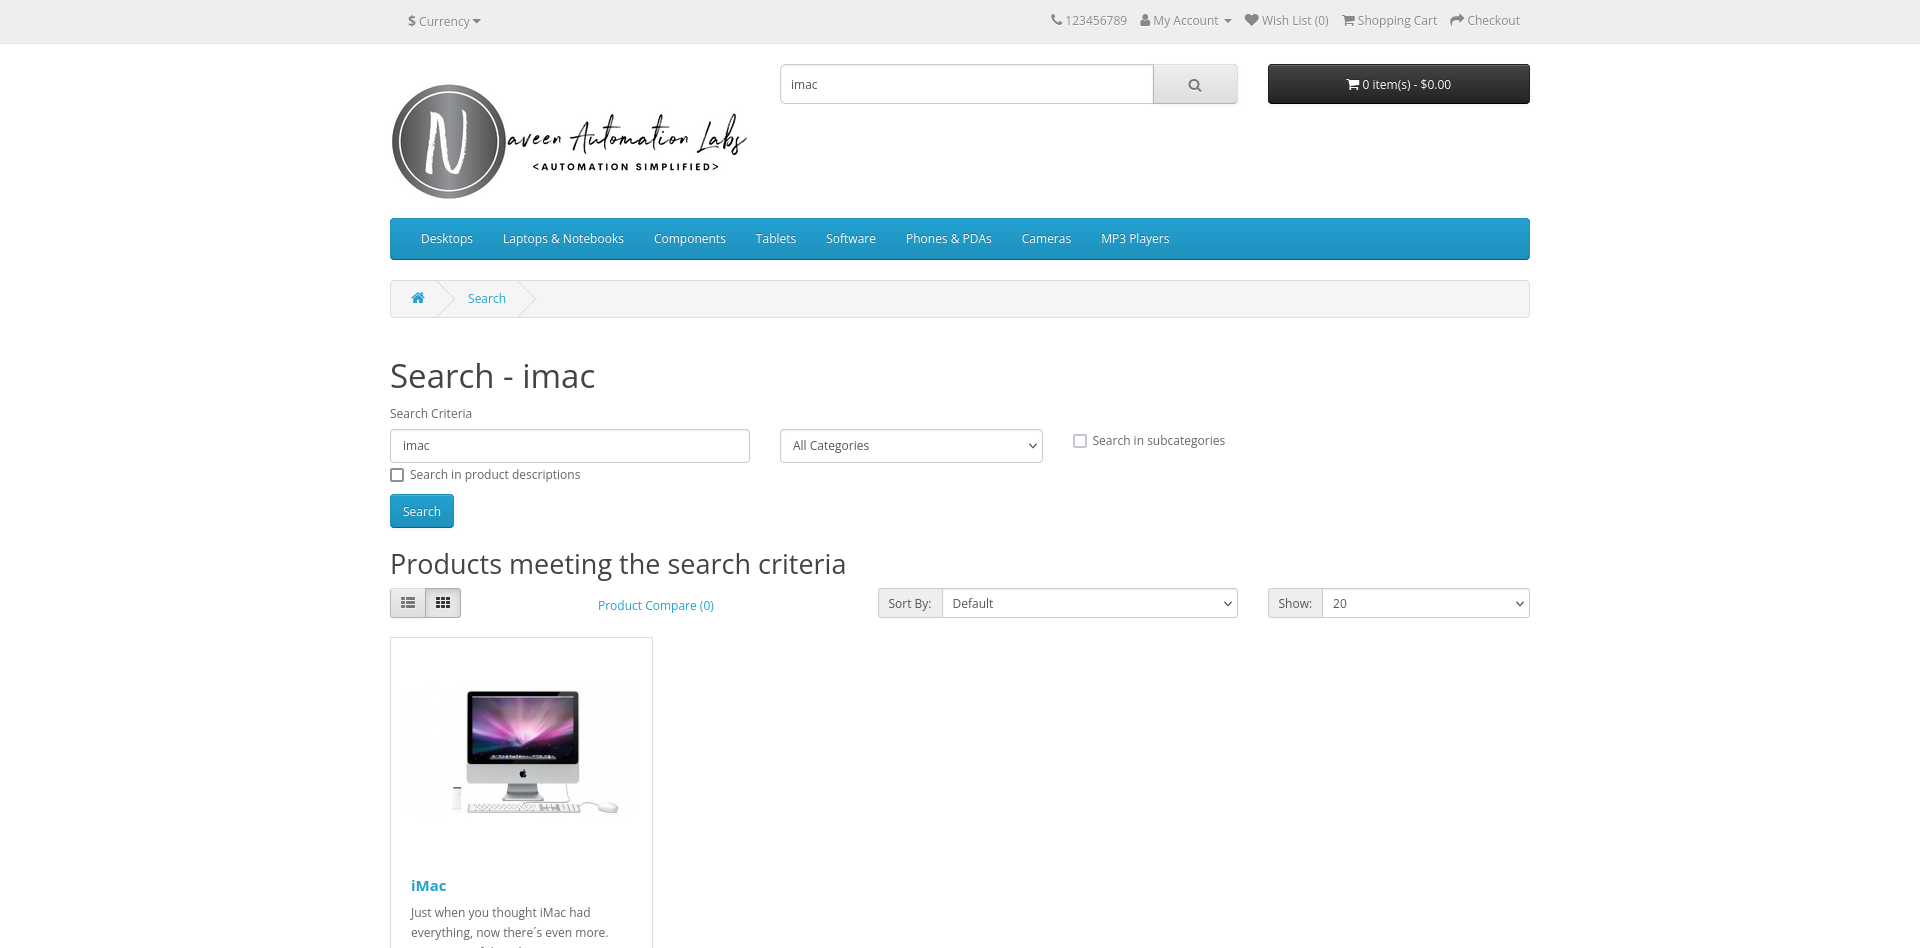 $ Currency
123456789 My Account Wish List (0) Shopping Cart Checkout
imac
0 item(s) - $0.00
N
aveen Automation Labs
<AUTOMATION SIMPLIFIED>
Desktops Laptops & Notebooks Components Tablets Software Phones & PDAs Cameras MP3 Players
Search
Search - imac
Search Criteria
imac
All Categories
Search in subcategories
Search in product descriptions
Search
Products meeting the search criteria
Product Compare (0)
Sort By: Default
Show: 20
iMac
Just when you thought iMac had
everything, now there´s even more.